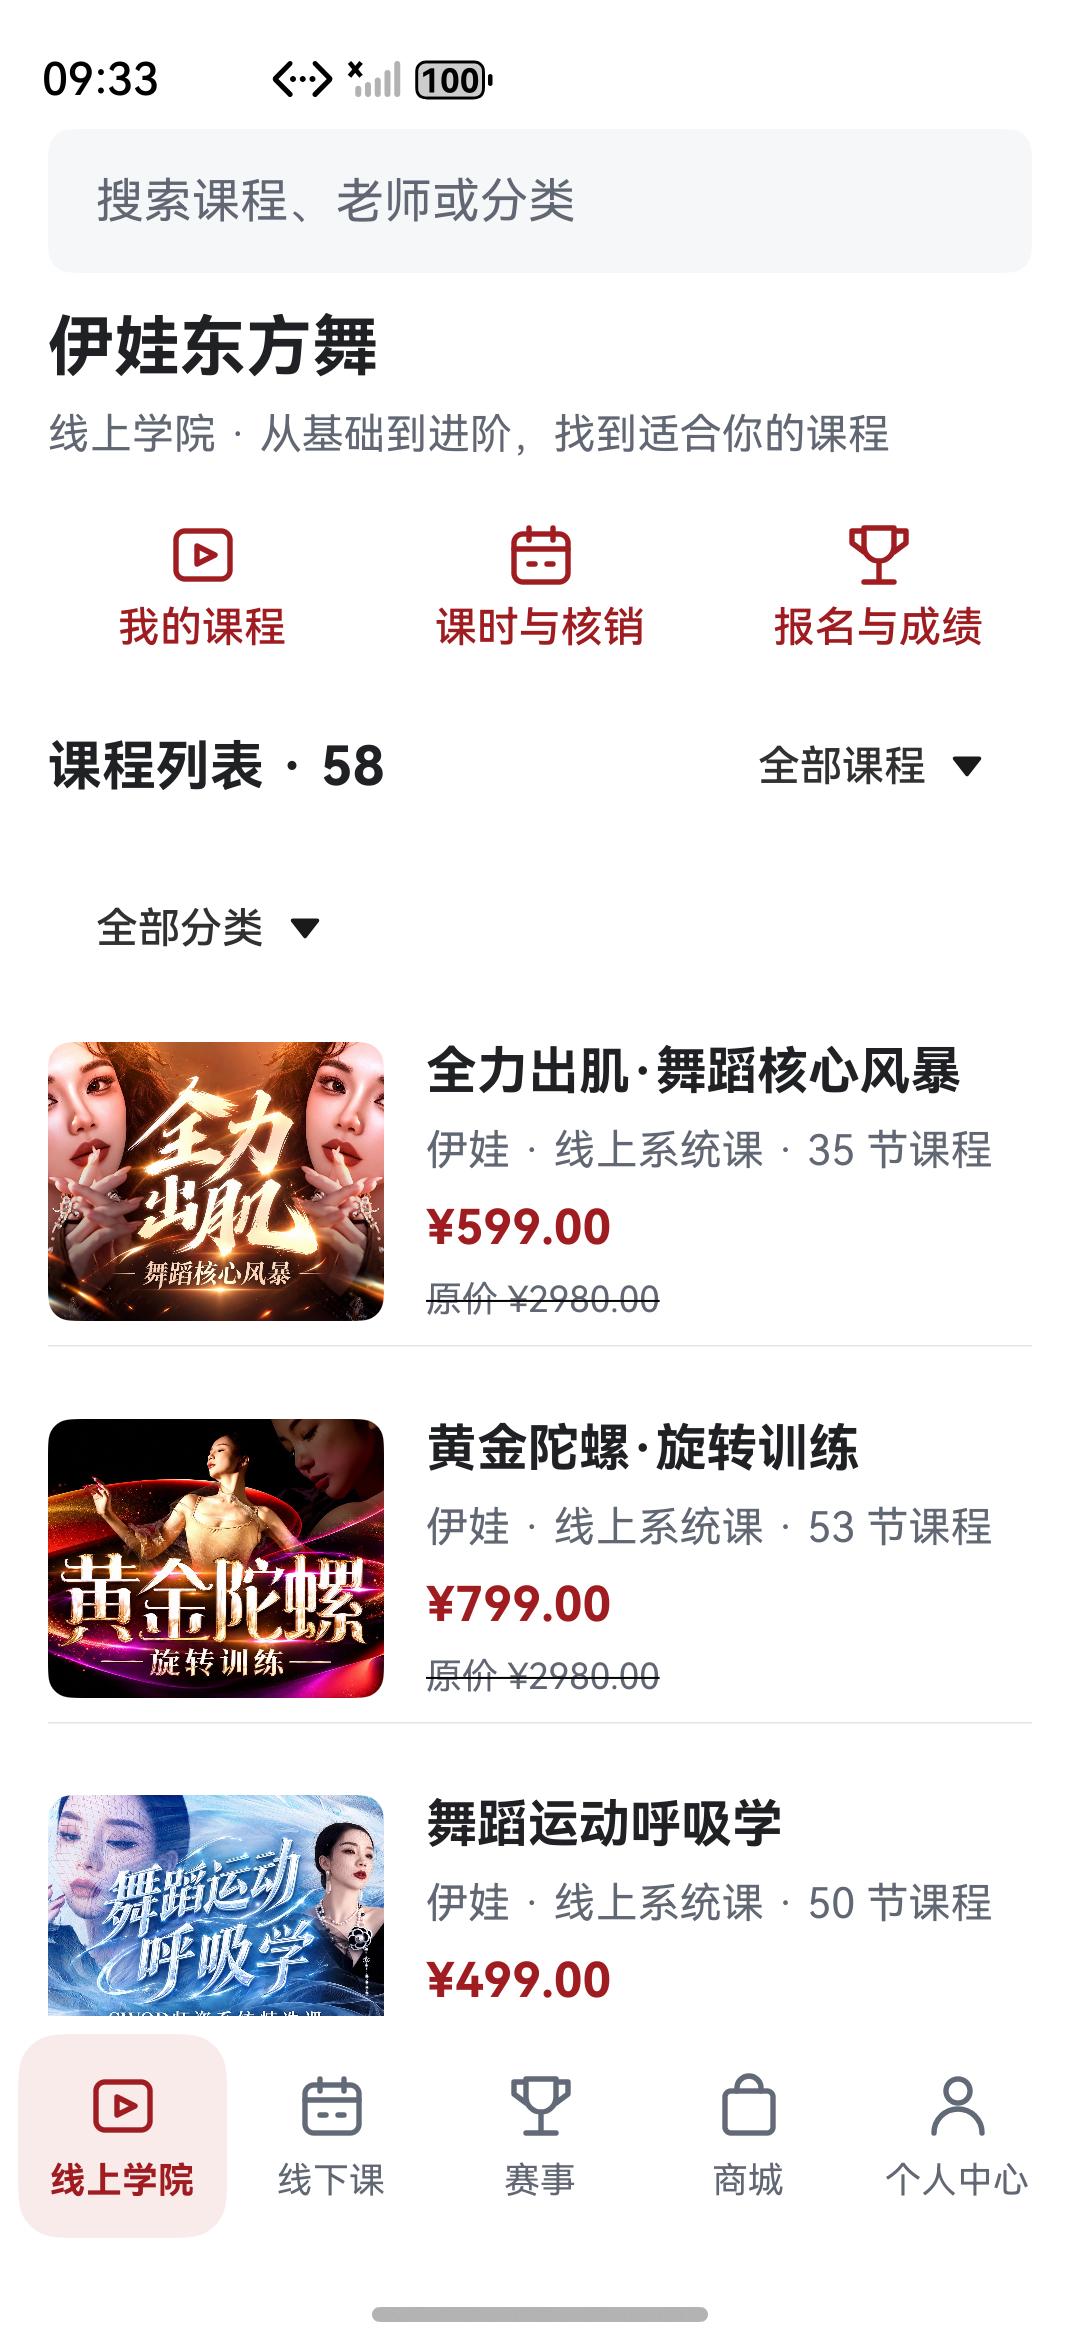 09:33
100
搜索课程、老师或分类
伊娃东方舞
线上学院 · 从基础到进阶，找到适合你的课程
我的课程
课时与核销
报名与成绩
课程列表 · 58
全部课程
全部分类
全力
出肌
舞蹈核心风暴
全力出肌·舞蹈核心风暴
伊娃 · 线上系统课 · 35 节课程
¥599.00
原价 ¥2980.00
黄金陀螺
旋转训练
黄金陀螺·旋转训练
伊娃 · 线上系统课 · 53 节课程
¥799.00
原价 ¥2980.00
舞蹈运动
呼吸学
舞蹈运动呼吸学
伊娃 · 线上系统课 · 50 节课程
¥499.00
线上学院
线下课
赛事
商城
个人中心